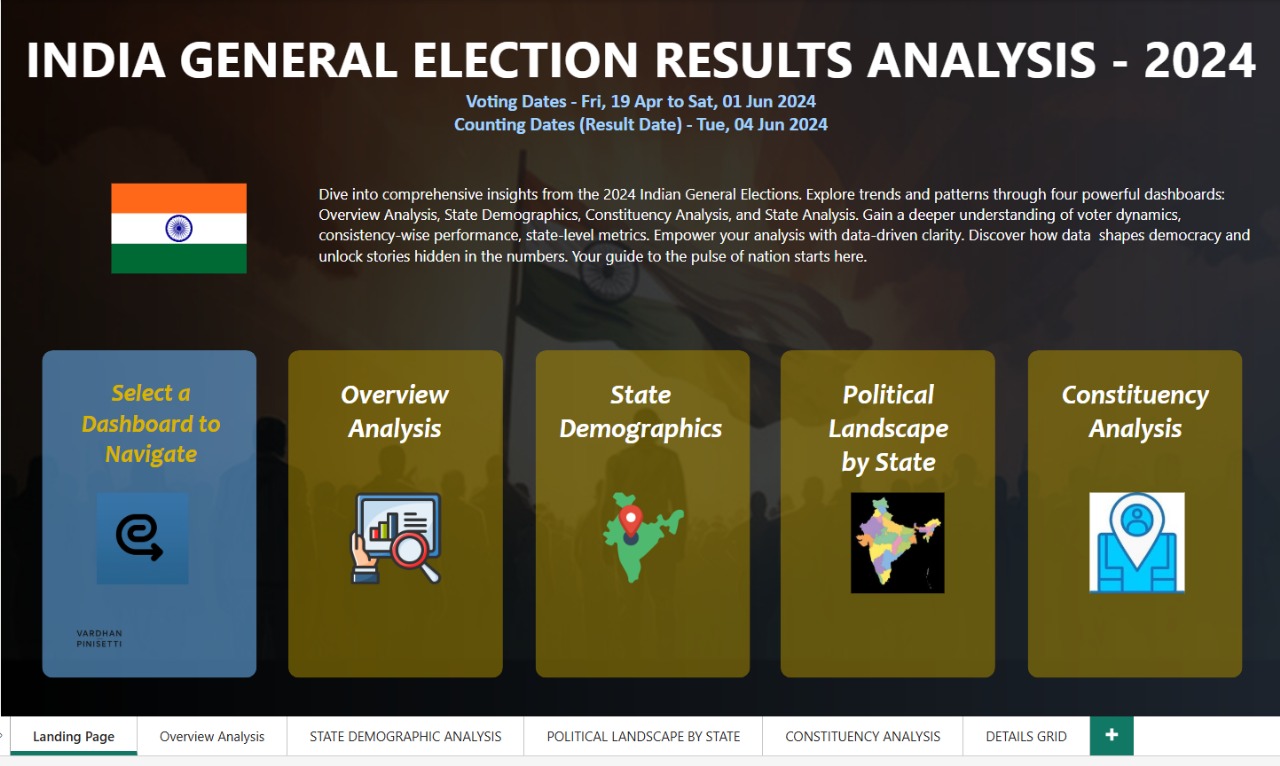 INDIA GENERAL ELECTION RESULTS ANALYSIS - 2024
Voting Dates - Fri, 19 Apr to Sat, 01 Jun 2024
Counting Dates (Result Date) - Tue, 04 Jun 2024
Dive into comprehensive insights from the 2024 Indian General Elections. Explore trends and patterns through four powerful dashboards:
Overview Analysis, State Demographics, Constituency Analysis, and State Analysis. Gain a deeper understanding of voter dynamics,
consistency-wise performance, state-level metrics. Empower your analysis with data-driven clarity. Discover how data  shapes democracy and
unlock stories hidden in the numbers. Your guide to the pulse of nation starts here.
Select a
Dashboard to
Navigate
VARDHAN
PINISETTI
Overview
Analysis
State
Demographics
Political
Landscape
by State
Constituency
Analysis
Landing Page
Overview Analysis
STATE DEMOGRAPHIC ANALYSIS
POLITICAL LANDSCAPE BY STATE
CONSTITUENCY ANALYSIS
DETAILS GRID
+